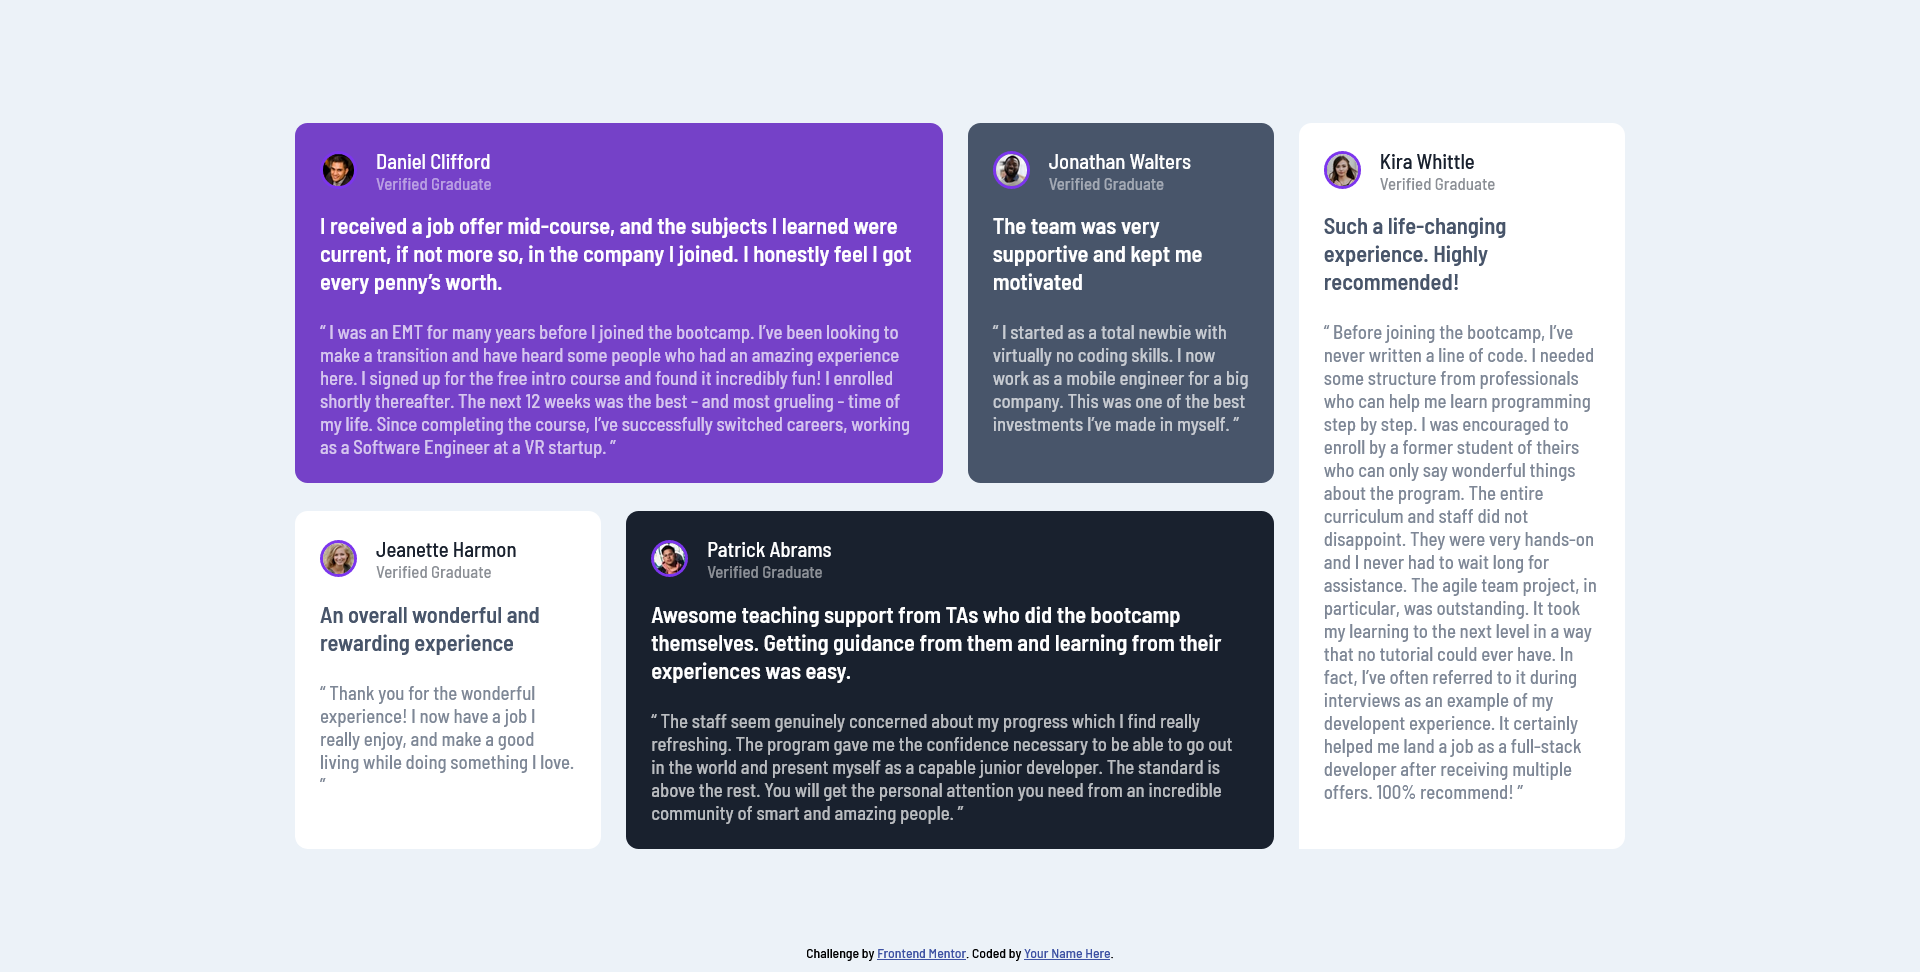 Daniel Clifford
Verified Graduate
I received a job offer mid-course, and the subjects I learned were
current, if not more so, in the company I joined. I honestly feel I got
every penny’s worth.
“ I was an EMT for many years before I joined the bootcamp. I’ve been looking to
make a transition and have heard some people who had an amazing experience
here. I signed up for the free intro course and found it incredibly fun! I enrolled
shortly thereafter. The next 12 weeks was the best - and most grueling - time of
my life. Since completing the course, I’ve successfully switched careers, working
as a Software Engineer at a VR startup. ”
Jonathan Walters
Verified Graduate
The team was very
supportive and kept me
motivated
“ I started as a total newbie with
virtually no coding skills. I now
work as a mobile engineer for a big
company. This was one of the best
investments I’ve made in myself. ”
Kira Whittle
Verified Graduate
Such a life-changing
experience. Highly
recommended!
“ Before joining the bootcamp, I’ve
never written a line of code. I needed
some structure from professionals
who can help me learn programming
step by step. I was encouraged to
enroll by a former student of theirs
who can only say wonderful things
about the program. The entire
curriculum and staff did not
disappoint. They were very hands-on
and I never had to wait long for
assistance. The agile team project, in
particular, was outstanding. It took
my learning to the next level in a way
that no tutorial could ever have. In
fact, I’ve often referred to it during
interviews as an example of my
developent experience. It certainly
helped me land a job as a full-stack
developer after receiving multiple
offers. 100% recommend! ”
Jeanette Harmon
Verified Graduate
An overall wonderful and
rewarding experience
“ Thank you for the wonderful
experience! I now have a job I
really enjoy, and make a good
living while doing something I love.
”
Patrick Abrams
Verified Graduate
Awesome teaching support from TAs who did the bootcamp
themselves. Getting guidance from them and learning from their
experiences was easy.
“ The staff seem genuinely concerned about my progress which I find really
refreshing. The program gave me the confidence necessary to be able to go out
in the world and present myself as a capable junior developer. The standard is
above the rest. You will get the personal attention you need from an incredible
community of smart and amazing people. ”
Challenge by Frontend Mentor. Coded by Your Name Here.